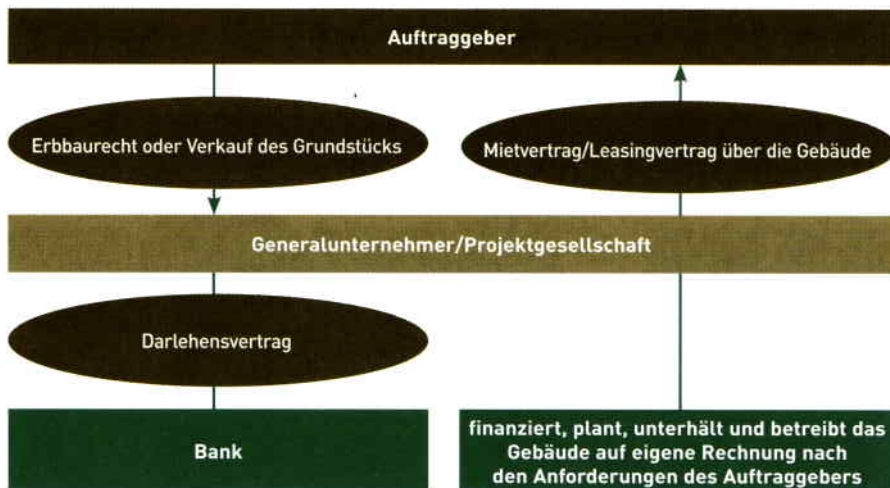 Auftraggeber
Erbbaurecht oder Verkauf des Grundstücks
Mietvertrag/Leasingvertrag über die Gebäude
Generalunternehmer/Projektgesellschaft
Darlehensvertrag
Bank
finanziert, plant, unterhält und betreibt das
Gebäude auf eigene Rechnung nach
den Anforderungen des Auftraggebers